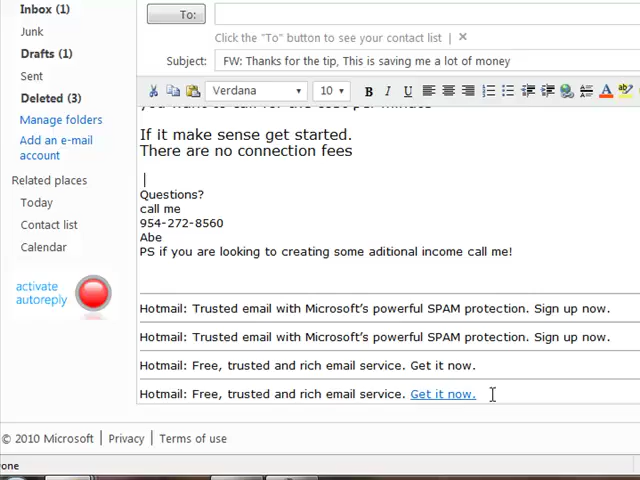 Inbox (1)
Junk
Drafts (1)
Sent
Deleted (3)
Manage folders
Add an e-mail
account
Related places
Today
Contact list
Calendar
activate
autoreply
To:
Click the "To" button to see your contact list | ×
Subject: FW: Thanks for the tip, This is saving me a lot of money
Verdana 10 B I U
If it make sense get started.
There are no connection fees
Questions?
call me
954-272-8560
Abe
PS if you are looking to creating some aditional income call me!
Hotmail: Trusted email with Microsoft's powerful SPAM protection. Sign up now.
Hotmail: Trusted email with Microsoft's powerful SPAM protection. Sign up now.
Hotmail: Free, trusted and rich email service. Get it now.
Hotmail: Free, trusted and rich email service. Get it now.
© 2010 Microsoft | Privacy | Terms of use
one